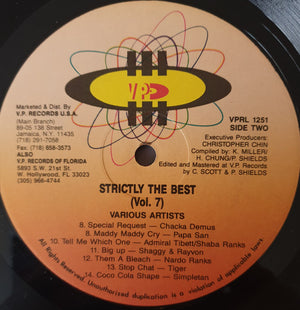 VP
Marketed & Dist. By
V.P. RECORDS U.S.A.
(Main Branch)
89-05 138 Street
Jamaica, N.Y. 11435
(718) 291-7058
Fax: (718) 658-3573
ALSO
V.P. RECORDS OF FLORIDA
5893 S.W. 21st St
W. Hollywood, FL 33023
(305) 966-4744
VPRL 1251
SIDE TWO
Executive Producers:
CHRISTOPHER CHIN
Compiled by: K. MILLER/
H. CHUNG/P. SHIELDS
Edited and Mastered at V.P. Records
by C. SCOTT & P. SHIELDS
STRICTLY THE BEST
(Vol. 7)
VARIOUS ARTISTS
8. Special Request — Chacka Demus
9. Maddy Maddy Cry — Papa San
10. Tell Me Which One — Admiral Tibett/Shaba Ranks
11. Big up — Shaggy & Rayvon
12. Them A Bleach — Nardo Ranks
13. Stop Chat — Tiger
14. Coco Cola Shape — Simpletan
All Rights Reserved. Unauthorized duplication is a violation of applicable laws